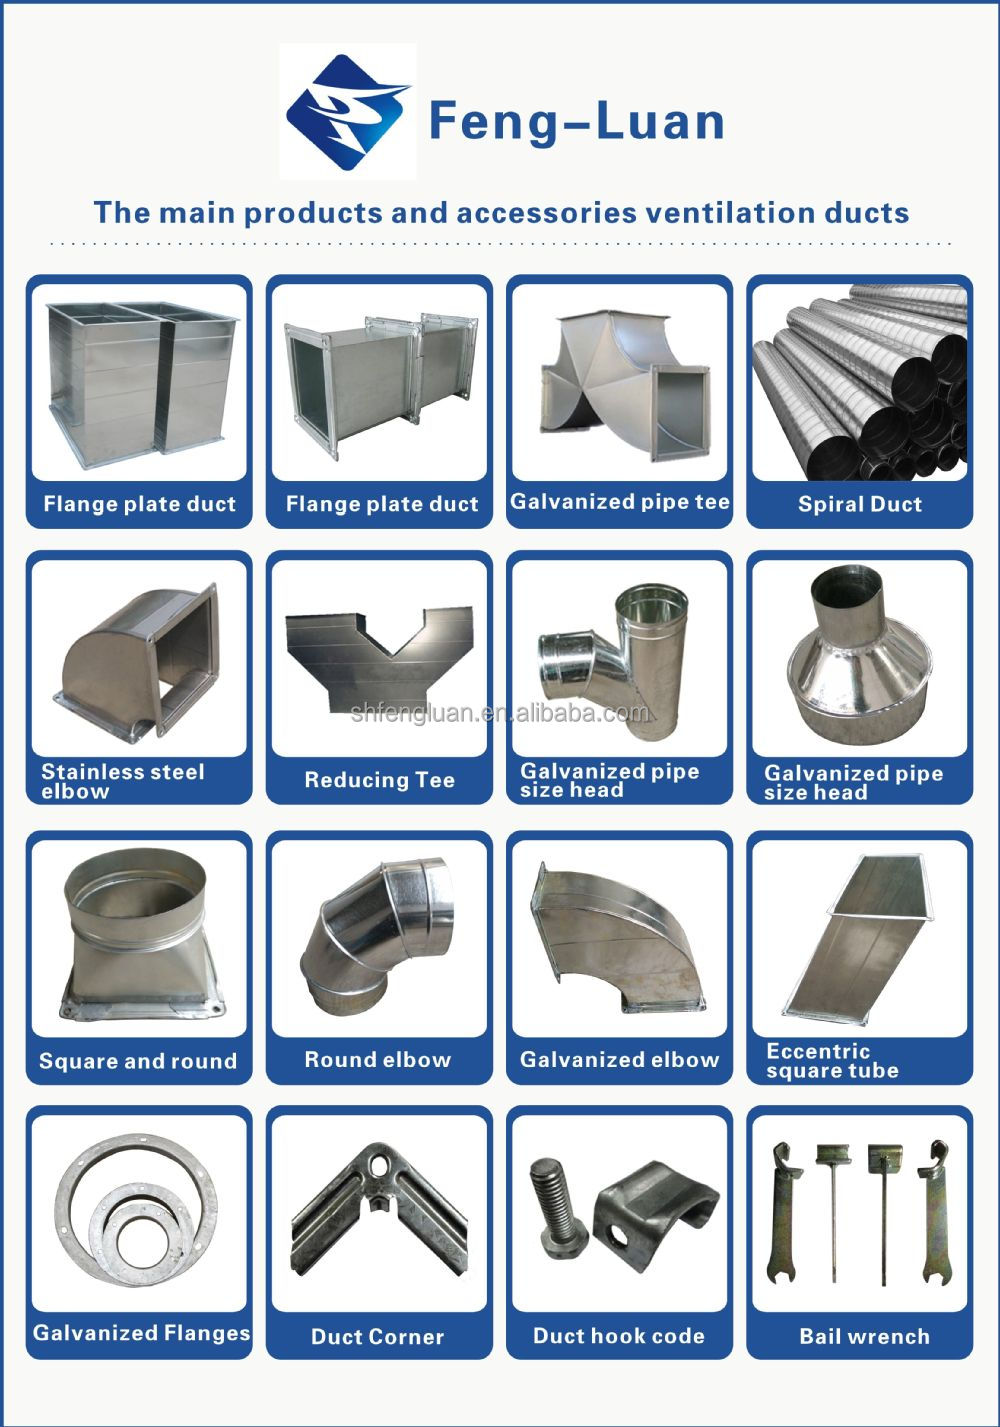 Feng-Luan
The main products and accessories ventilation ducts
Flange plate duct
Flange plate duct
Galvanized pipe tee
Spiral Duct
shfengluan.en.alibaba.com
Stainless steel
elbow
Reducing Tee
Galvanized pipe
size head
Galvanized pipe
size head
Square and round
Round elbow
Galvanized elbow
Eccentric
square tube
Galvanized Flanges
Duct Corner
Duct hook code
Bail wrench